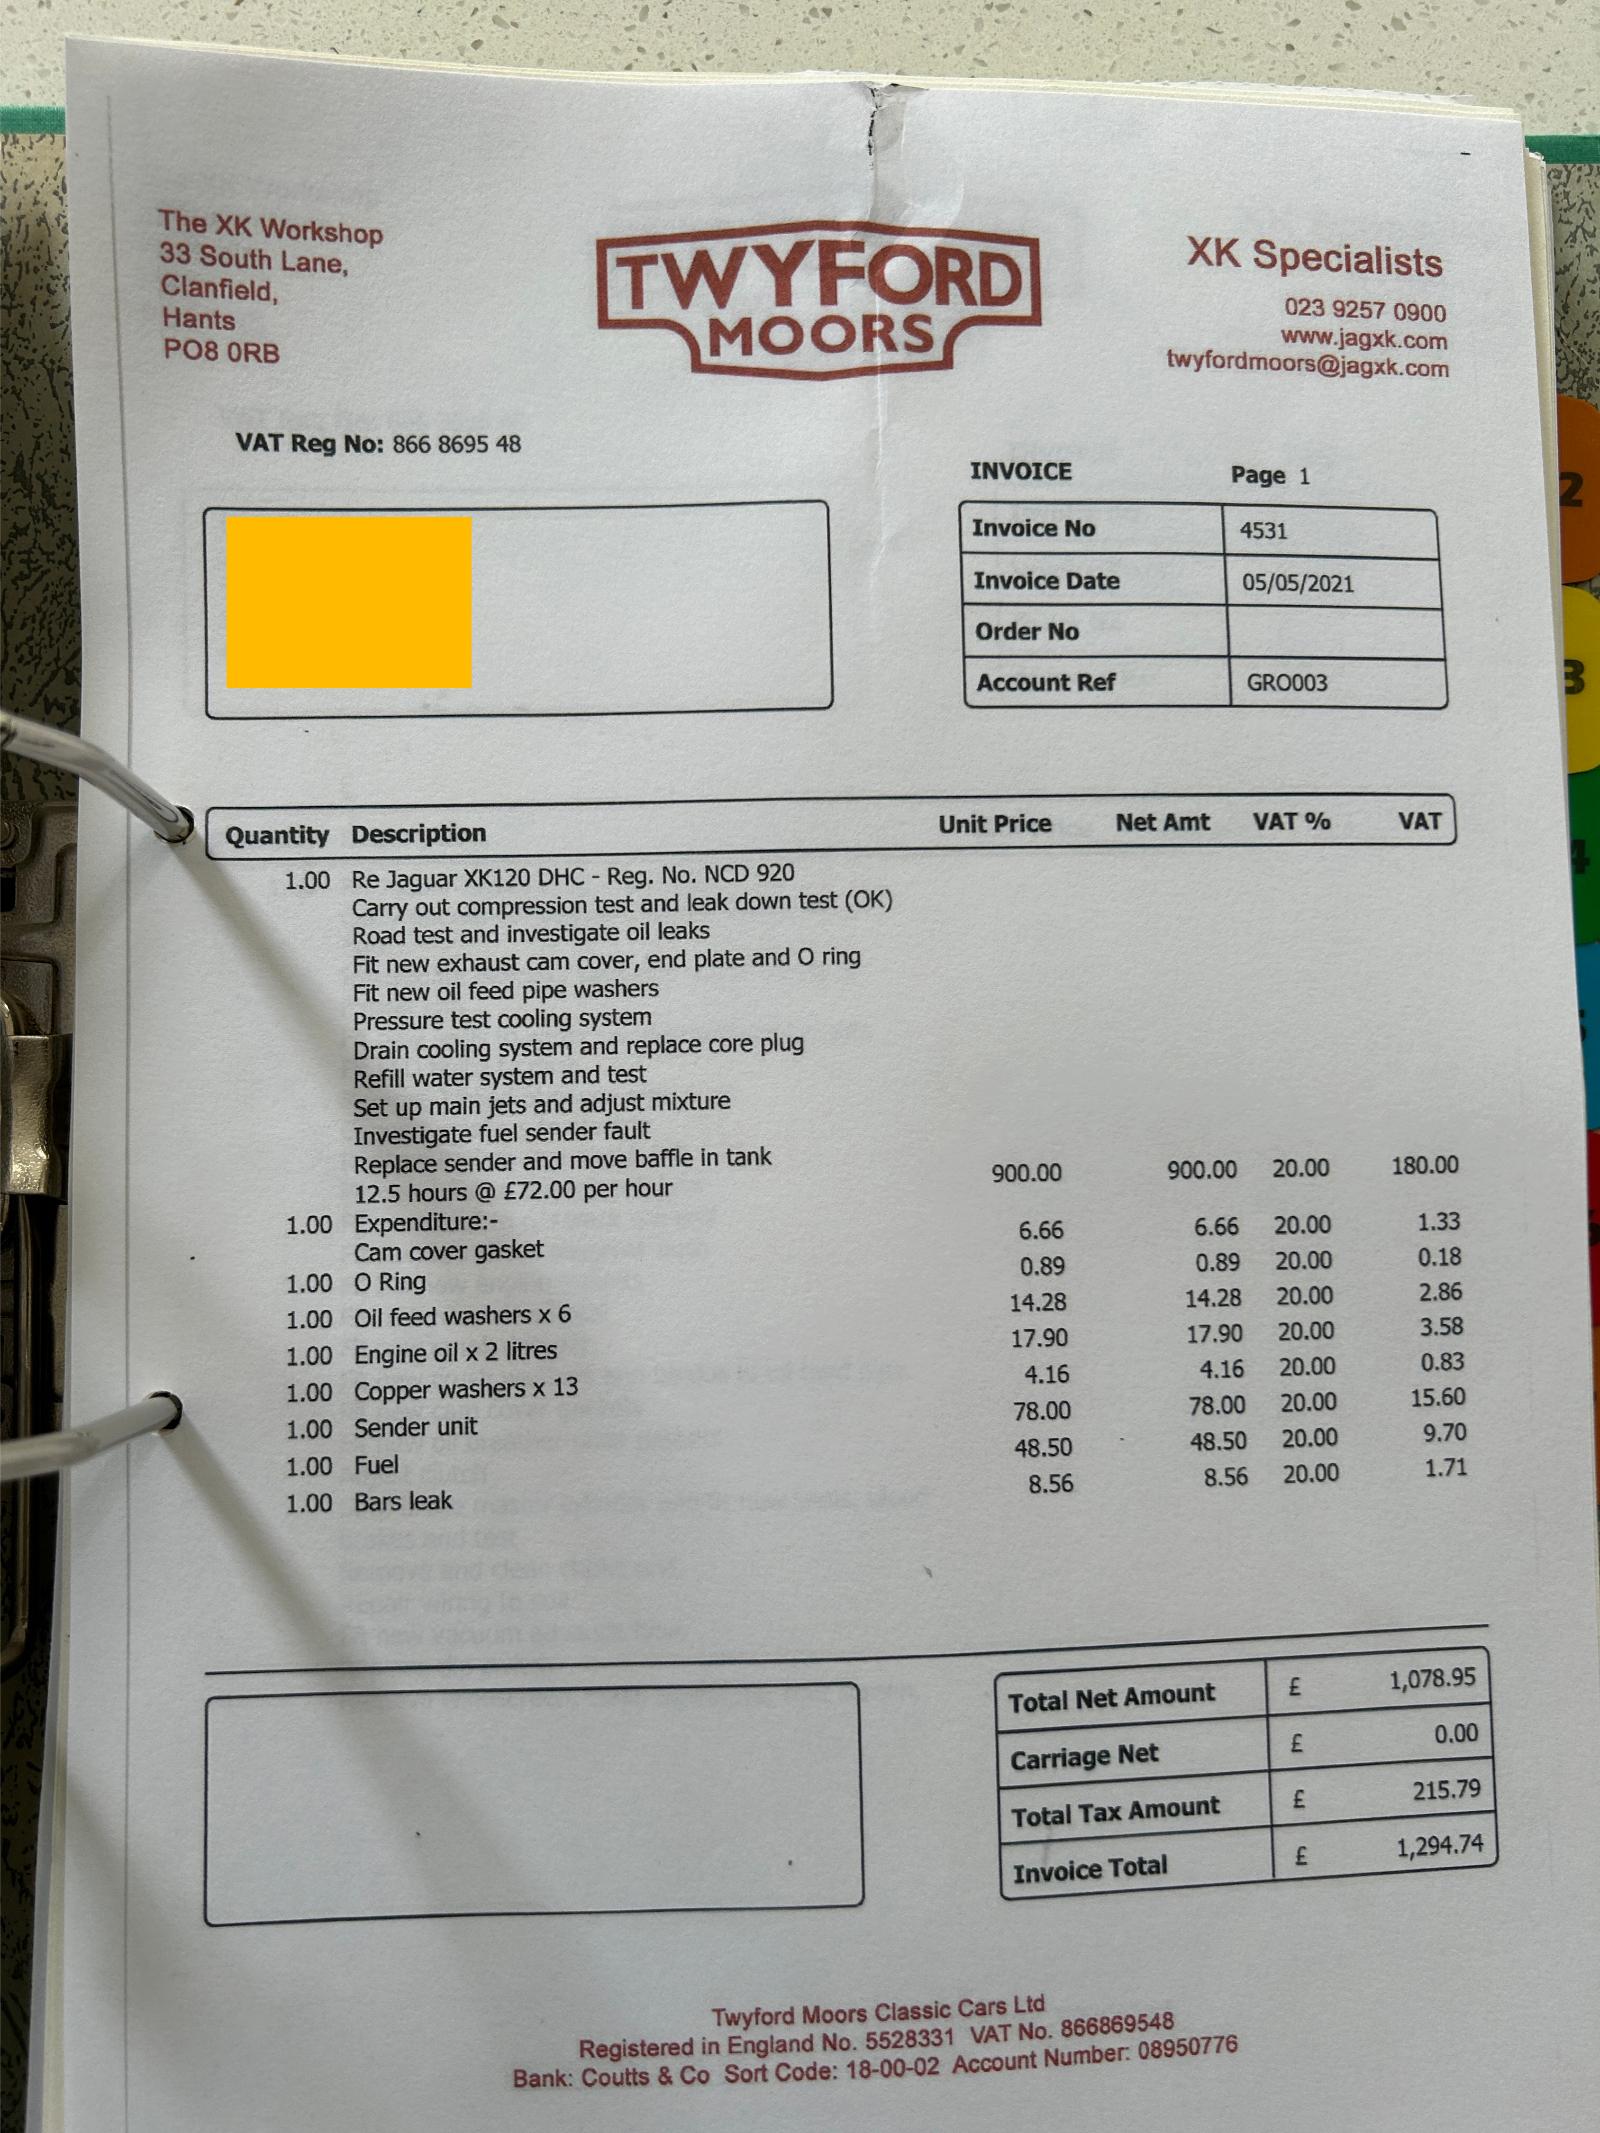 The XK Workshop
33 South Lane,
Clanfield,
Hants
PO8 0RB
TWYFORD
MOORS
XK Specialists
023 9257 0900
www.jagxk.com
twyfordmoors@jagxk.com
VAT Reg No: 866 8695 48
INVOICE Page 1
Invoice No 4531
Invoice Date 05/05/2021
Order No
Account Ref GRO003
Quantity Description Unit Price Net Amt VAT % VAT
1.00 Re Jaguar XK120 DHC - Reg. No. NCD 920
Carry out compression test and leak down test (OK)
Road test and investigate oil leaks
Fit new exhaust cam cover, end plate and O ring
Fit new oil feed pipe washers
Pressure test cooling system
Drain cooling system and replace core plug
Refill water system and test
Set up main jets and adjust mixture
Investigate fuel sender fault
Replace sender and move baffle in tank
12.5 hours @ £72.00 per hour 900.00 900.00 20.00 180.00
1.00 Expenditure:-
Cam cover gasket 6.66 6.66 20.00 1.33
1.00 O Ring 0.89 0.89 20.00 0.18
1.00 Oil feed washers x 6 14.28 14.28 20.00 2.86
1.00 Engine oil x 2 litres 17.90 17.90 20.00 3.58
1.00 Copper washers x 13 4.16 4.16 20.00 0.83
1.00 Sender unit 78.00 78.00 20.00 15.60
1.00 Fuel 48.50 48.50 20.00 9.70
1.00 Bars leak 8.56 8.56 20.00 1.71
Total Net Amount £ 1,078.95
Carriage Net £ 0.00
Total Tax Amount £ 215.79
Invoice Total £ 1,294.74
Twyford Moors Classic Cars Ltd
Registered in England No. 5528331 VAT No. 866869548
Bank: Coutts & Co Sort Code: 18-00-02 Account Number: 08950776
2
3
4